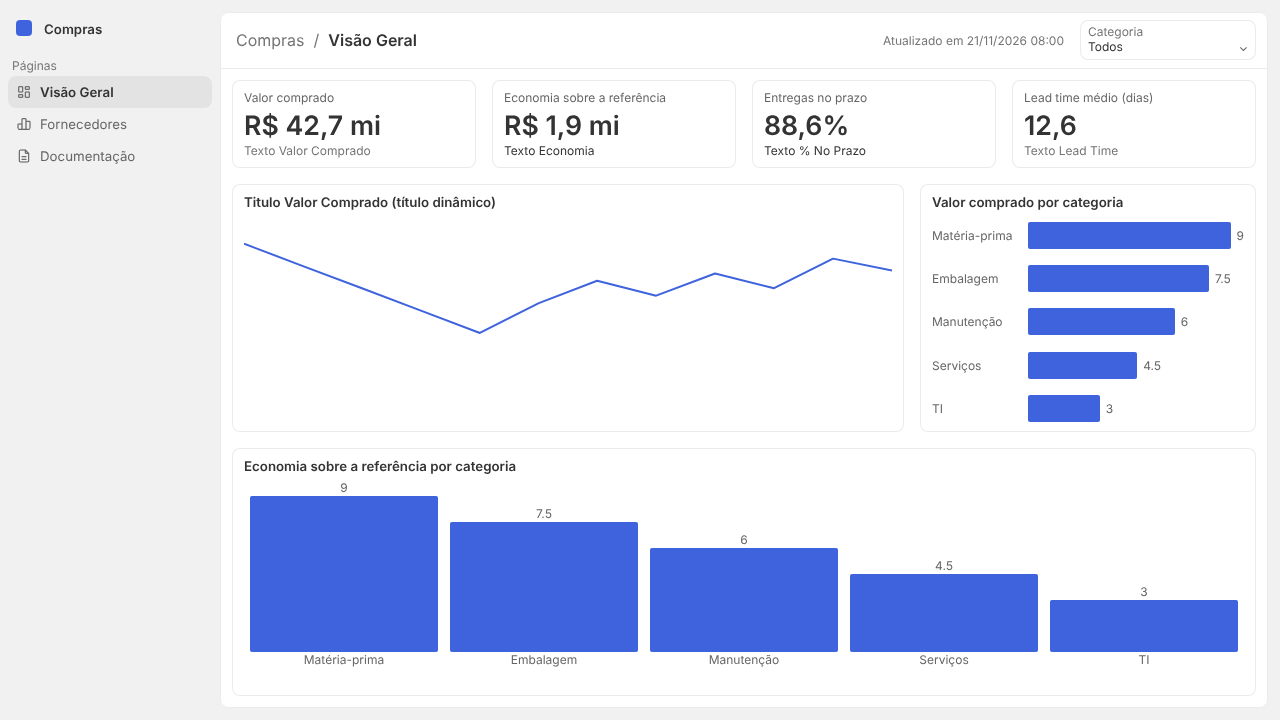 Compras
Páginas
Visão Geral
Fornecedores
Documentação
Compras / Visão Geral
Atualizado em 21/11/2026 08:00
Categoria
Todos
Valor comprado
R$ 42,7 mi
Texto Valor Comprado
Economia sobre a referência
R$ 1,9 mi
Texto Economia
Entregas no prazo
88,6%
Texto % No Prazo
Lead time médio (dias)
12,6
Texto Lead Time
Titulo Valor Comprado (título dinâmico)
Valor comprado por categoria
Matéria-prima 9
Embalagem 7.5
Manutenção 6
Serviços 4.5
TI 3
Economia sobre a referência por categoria
9
7.5
6
4.5
3
Matéria-prima Embalagem Manutenção Serviços TI